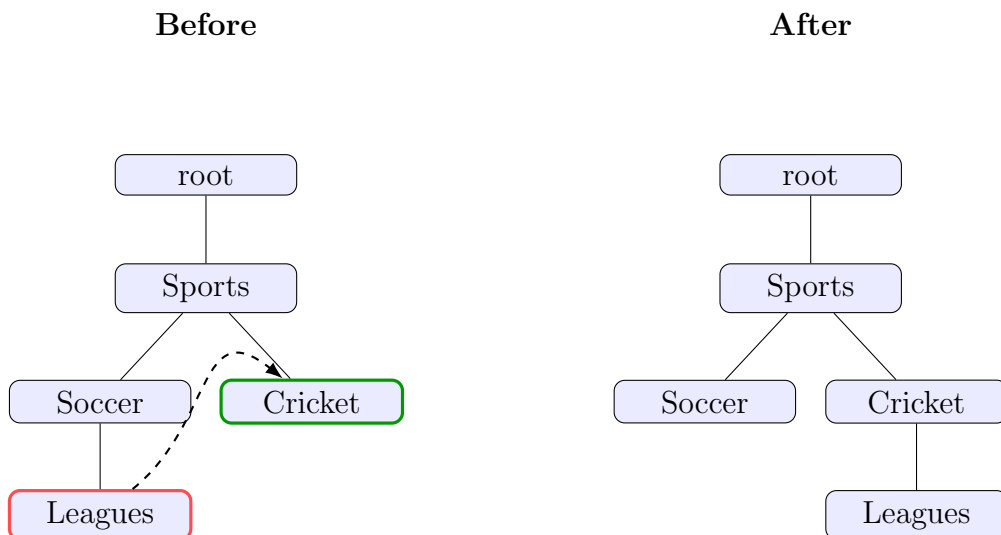 Before
After
root
root
Sports
Sports
Soccer
Cricket
Soccer
Cricket
Leagues
Leagues